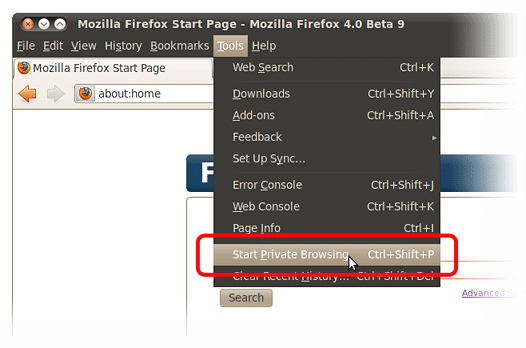 Mozilla Firefox Start Page - Mozilla Firefox 4.0 Beta 9
File Edit View History Bookmarks Tools Help
Mozilla Firefox Start Page
about:home
Web Search Ctrl+K
Downloads Ctrl+Shift+Y
Add-ons Ctrl+Shift+A
Feedback
Set Up Sync...
Error Console Ctrl+Shift+J
Web Console Ctrl+Shift+K
Page Info Ctrl+I
Start Private Browsing Ctrl+Shift+P
Clear Recent History... Ctrl+Shift+Del
Search
Advanced